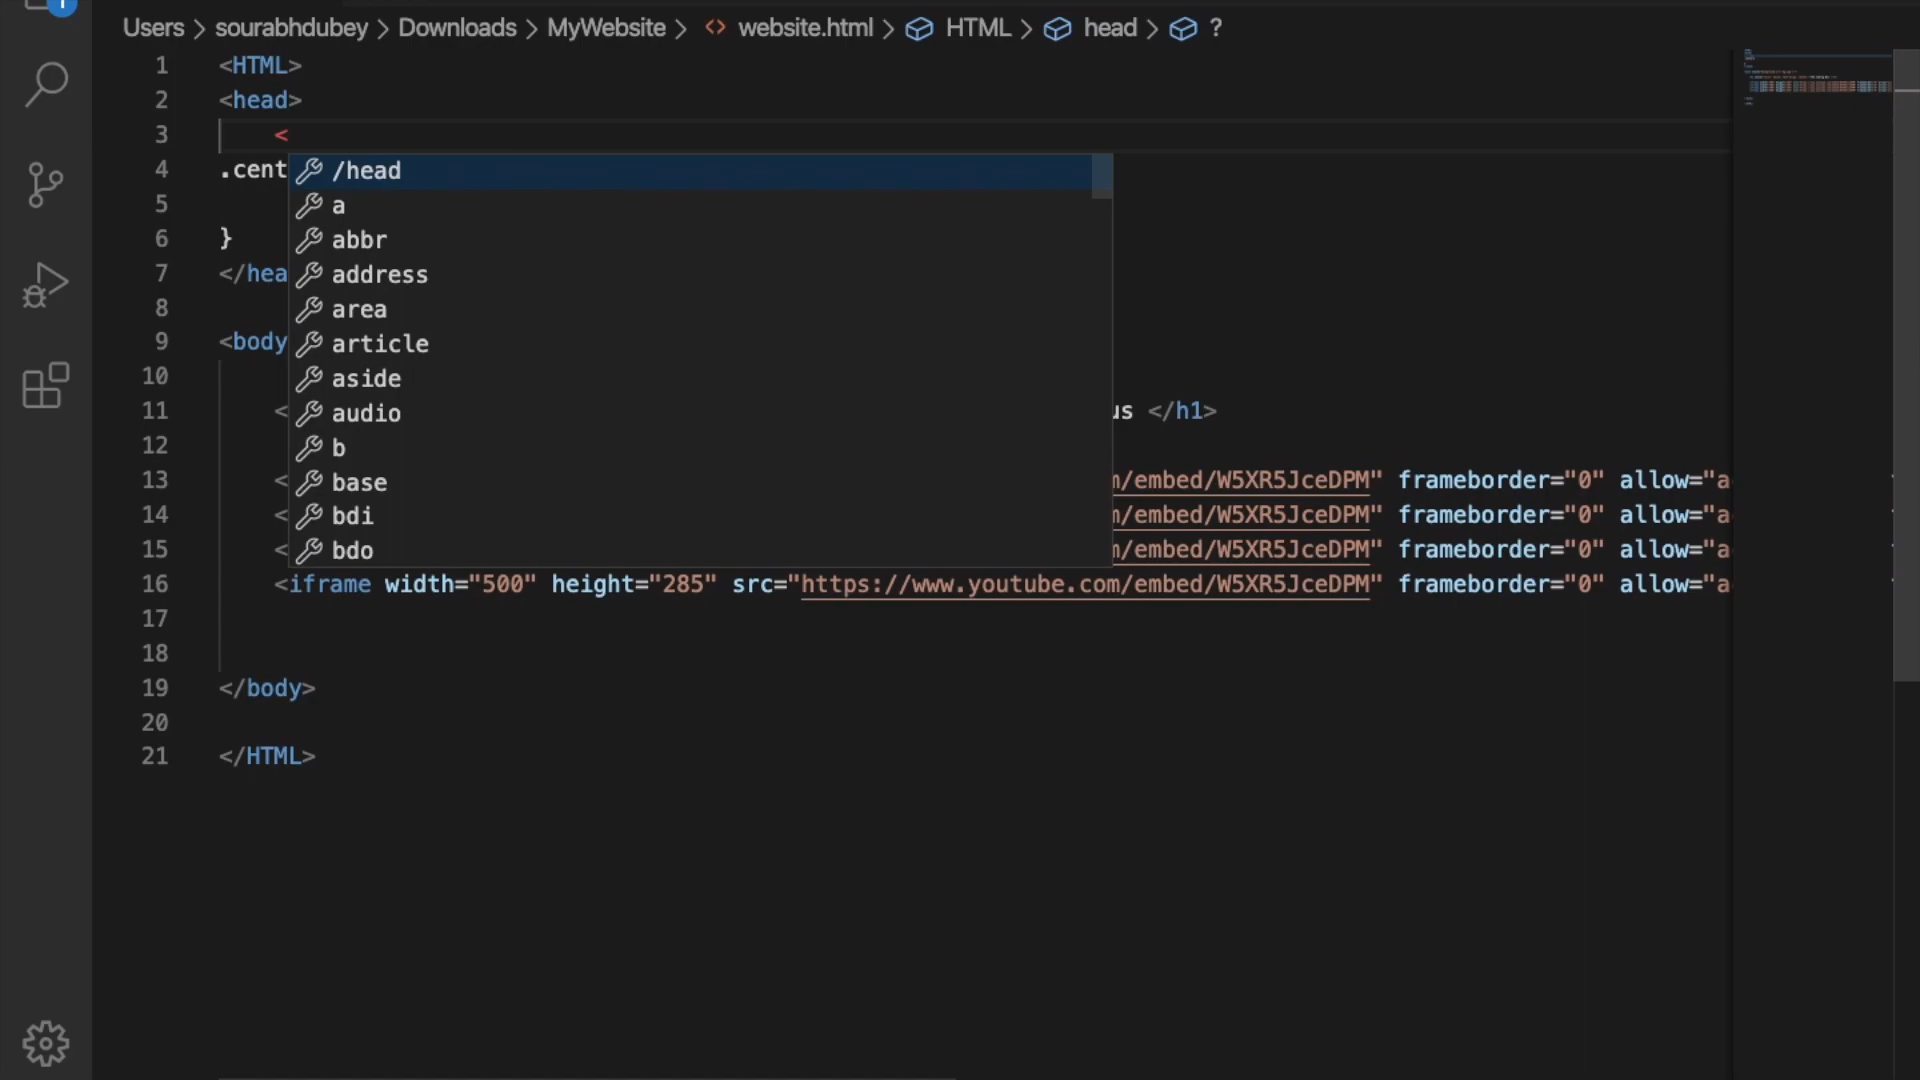 Users > sourabhdubey > Downloads > MyWebsite > <> website.html > HTML > head > ?
1 <HTML>
2 <head>
3 <
4 .cent
/head
5
a
6 }
abbr
7 </hea
address
8
area
9 <body
article
10
aside
11 <
audio
us </h1>
12
b
13 <
base
m/embed/W5XR5JceDPM" frameborder="0" allow="a
14 <
bdi
m/embed/W5XR5JceDPM" frameborder="0" allow="a
15 <
bdo
m/embed/W5XR5JceDPM" frameborder="0" allow="a
16 <iframe width="500" height="285" src="https://www.youtube.com/embed/W5XR5JceDPM" frameborder="0" allow="a
17
18
19 </body>
20
21 </HTML>